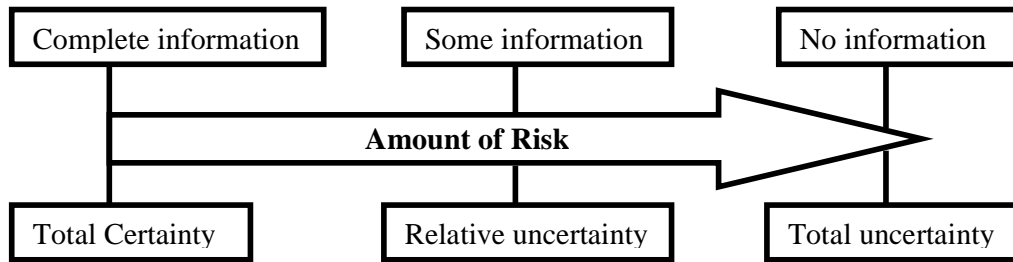 Complete information
Some information
No information
Amount of Risk
Total Certainty
Relative uncertainty
Total uncertainty